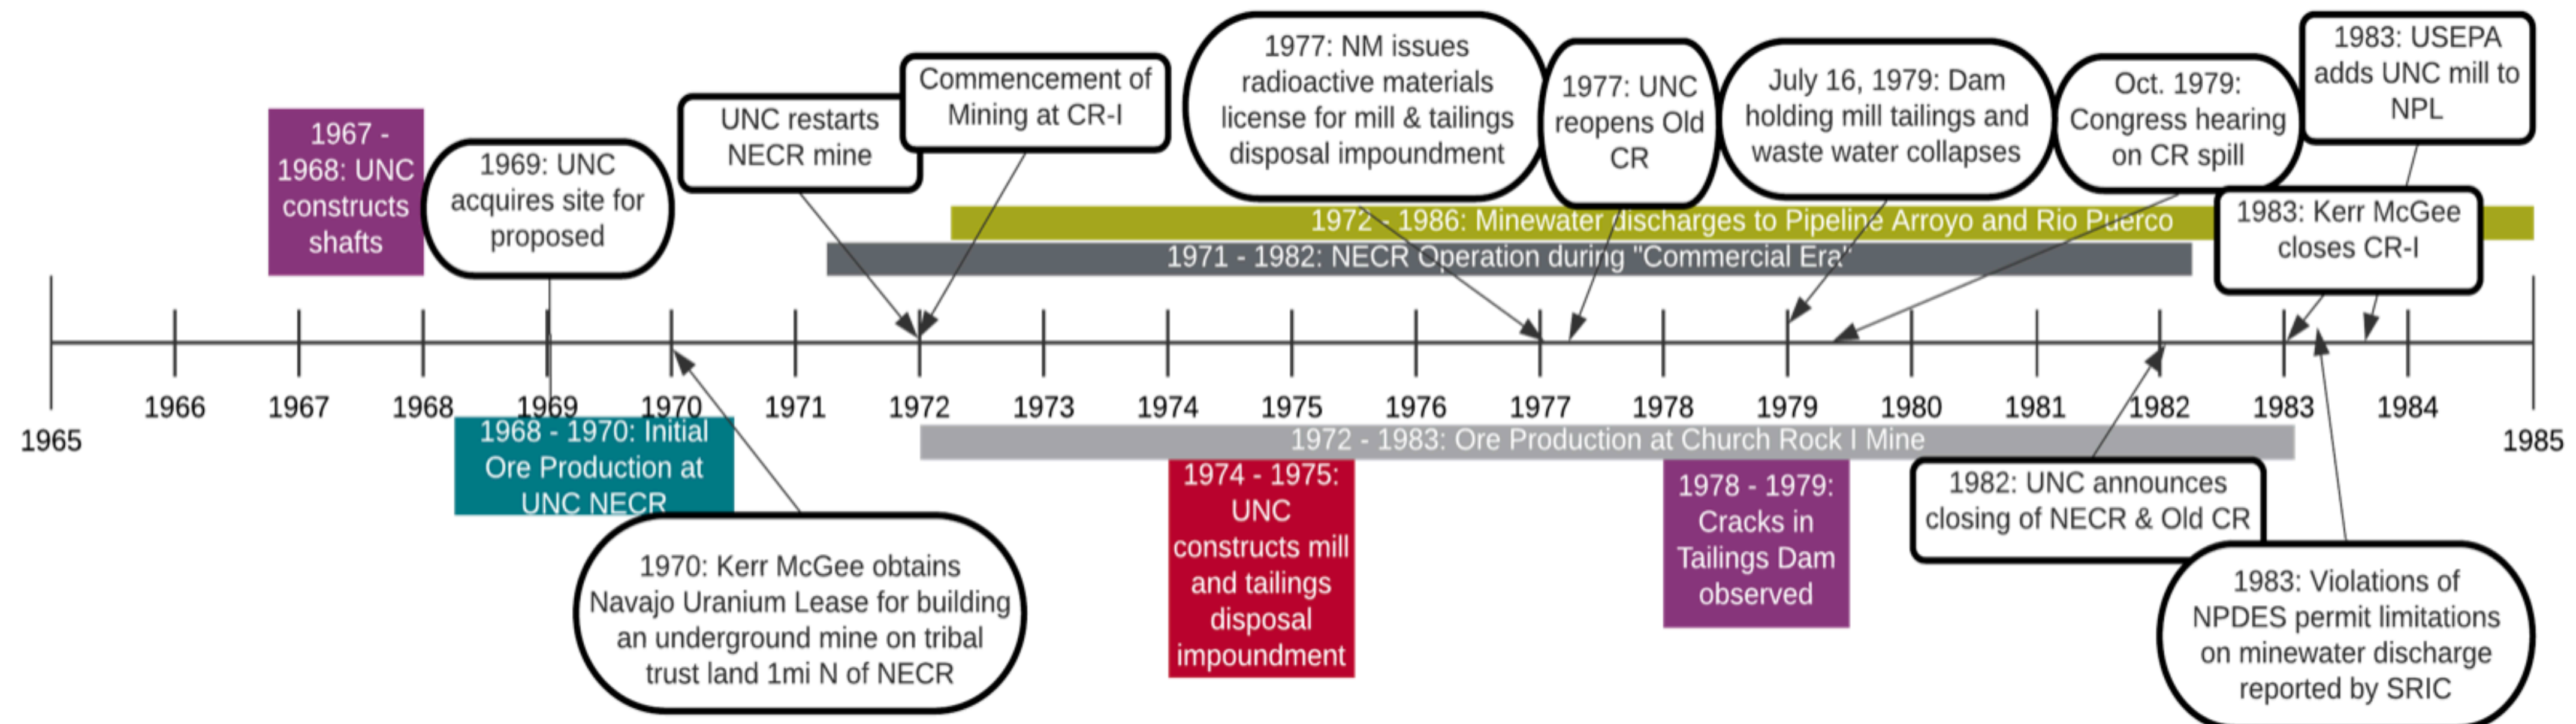 1967 -
1968: UNC
constructs
shafts
1969: UNC
acquires site for
proposed
UNC restarts
NECR mine
Commencement of
Mining at CR-I
1977: NM issues
radioactive materials
license for mill & tailings
disposal impoundment
1977: UNC
reopens Old
CR
July 16, 1979: Dam
holding mill tailings and
waste water collapses
Oct. 1979:
Congress hearing
on CR spill
1983: USEPA
adds UNC mill to
NPL
1983: Kerr McGee
closes CR-I
1972 - 1986: Minewater discharges to Pipeline Arroyo and Rio Puerco
1971 - 1982: NECR Operation during "Commercial Era"
1965
1966
1967
1968
1969
1970
1971
1972
1973
1974
1975
1976
1977
1978
1979
1980
1981
1982
1983
1984
1985
1968 - 1970: Initial
Ore Production at
UNC NECR
1972 - 1983: Ore Production at Church Rock I Mine
1970: Kerr McGee obtains
Navajo Uranium Lease for building
an underground mine on tribal
trust land 1mi N of NECR
1974 - 1975:
UNC
constructs mill
and tailings
disposal
impoundment
1978 - 1979:
Cracks in
Tailings Dam
observed
1982: UNC announces
closing of NECR & Old CR
1983: Violations of
NPDES permit limitations
on minewater discharge
reported by SRIC